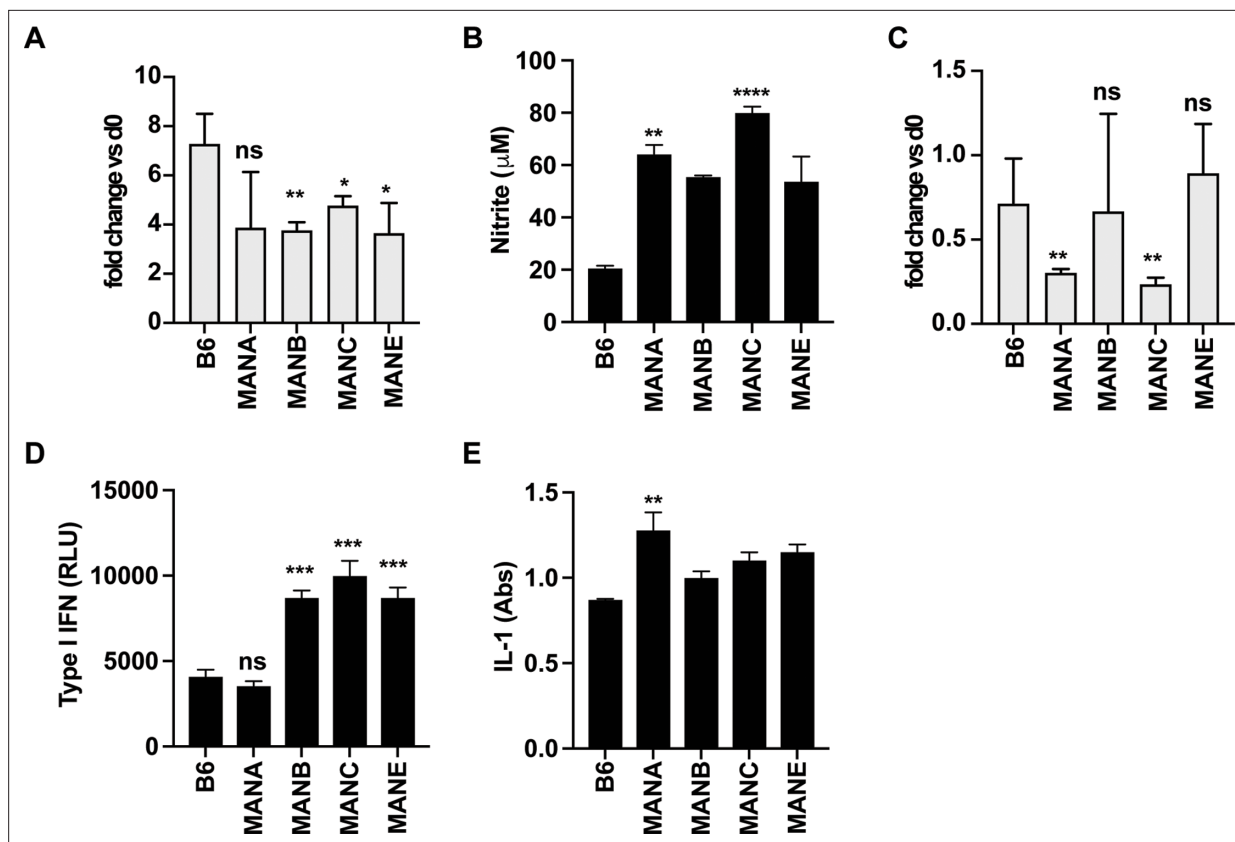 A
fold change vs d0
10
8
6
4
2
0
ns
**
*
*
B6
MANA
MANB
MANC
MANE
B
Nitrite (μM)
100
80
60
40
20
0
**
****
B6
MANA
MANB
MANC
MANE
C
fold change vs d0
1.5
1.0
0.5
0.0
**
ns
**
ns
B6
MANA
MANB
MANC
MANE
D
Type I IFN (RLU)
15000
10000
5000
0
ns
***
***
***
B6
MANA
MANB
MANC
MANE
E
IL-1 (Abs)
1.5
1.0
0.5
0.0
**
B6
MANA
MANB
MANC
MANE